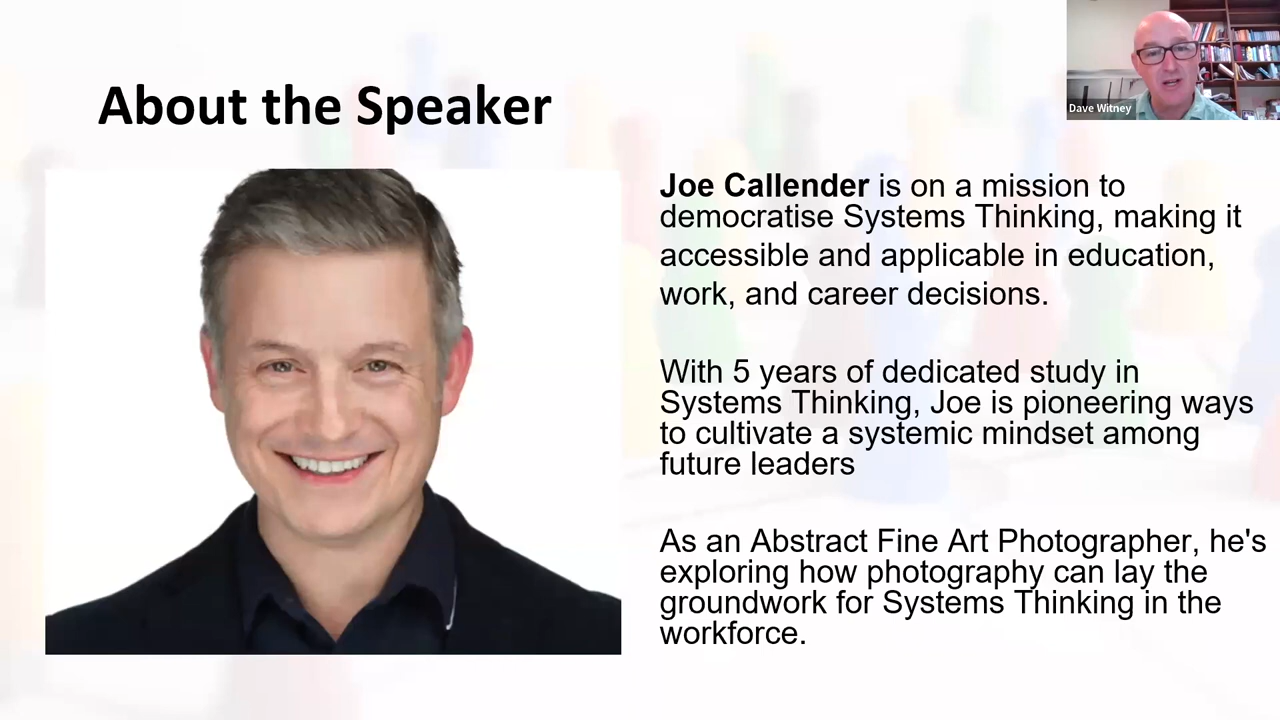 About the Speaker
Dave Witney
Joe Callender is on a mission to
democratise Systems Thinking, making it
accessible and applicable in education,
work, and career decisions.
With 5 years of dedicated study in
Systems Thinking, Joe is pioneering ways
to cultivate a systemic mindset among
future leaders
As an Abstract Fine Art Photographer, he's
exploring how photography can lay the
groundwork for Systems Thinking in the
workforce.